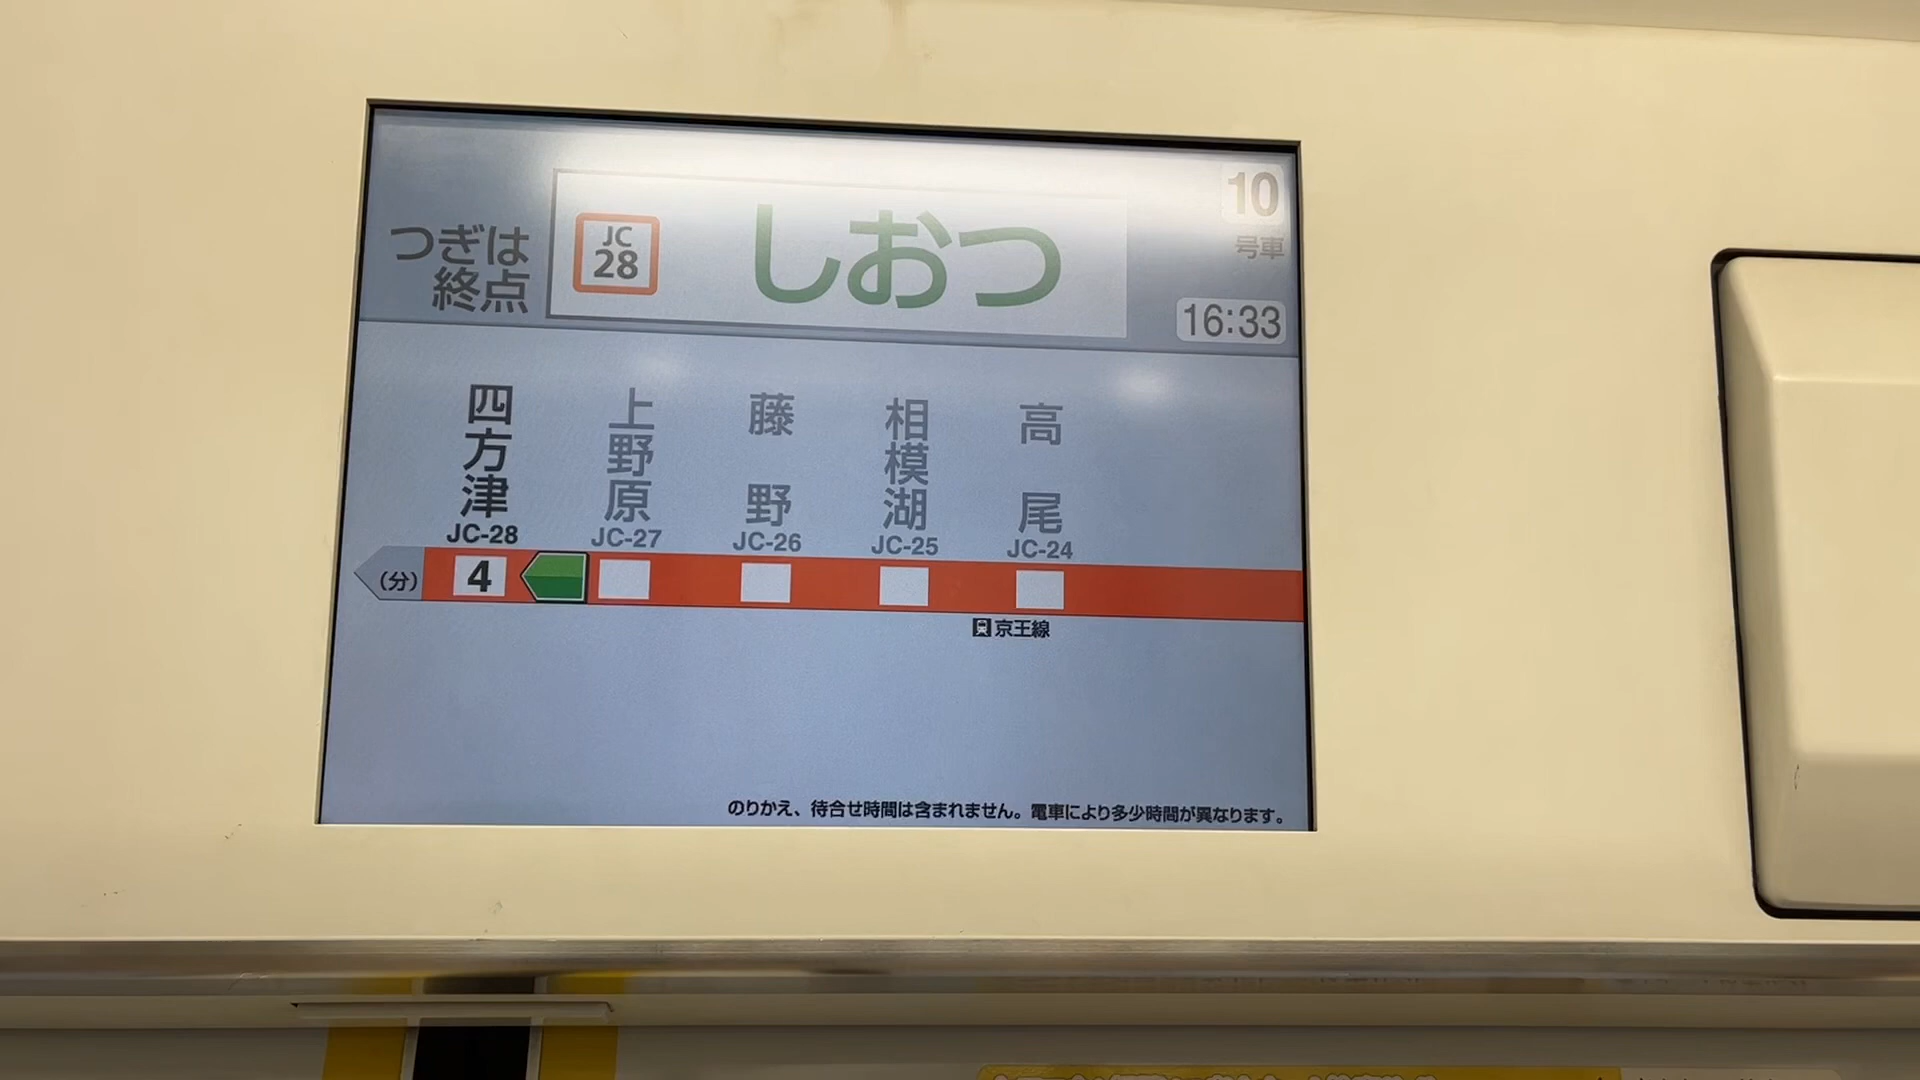 10
号車
つぎは
終点
JC
28
しおつ
16:33
四方津
上野原
藤野
相模湖
高尾
JC-28
JC-27
JC-26
JC-25
JC-24
(分)
4
京王線
のりかえ、待合せ時間は含まれません。電車により多少時間が異なります。